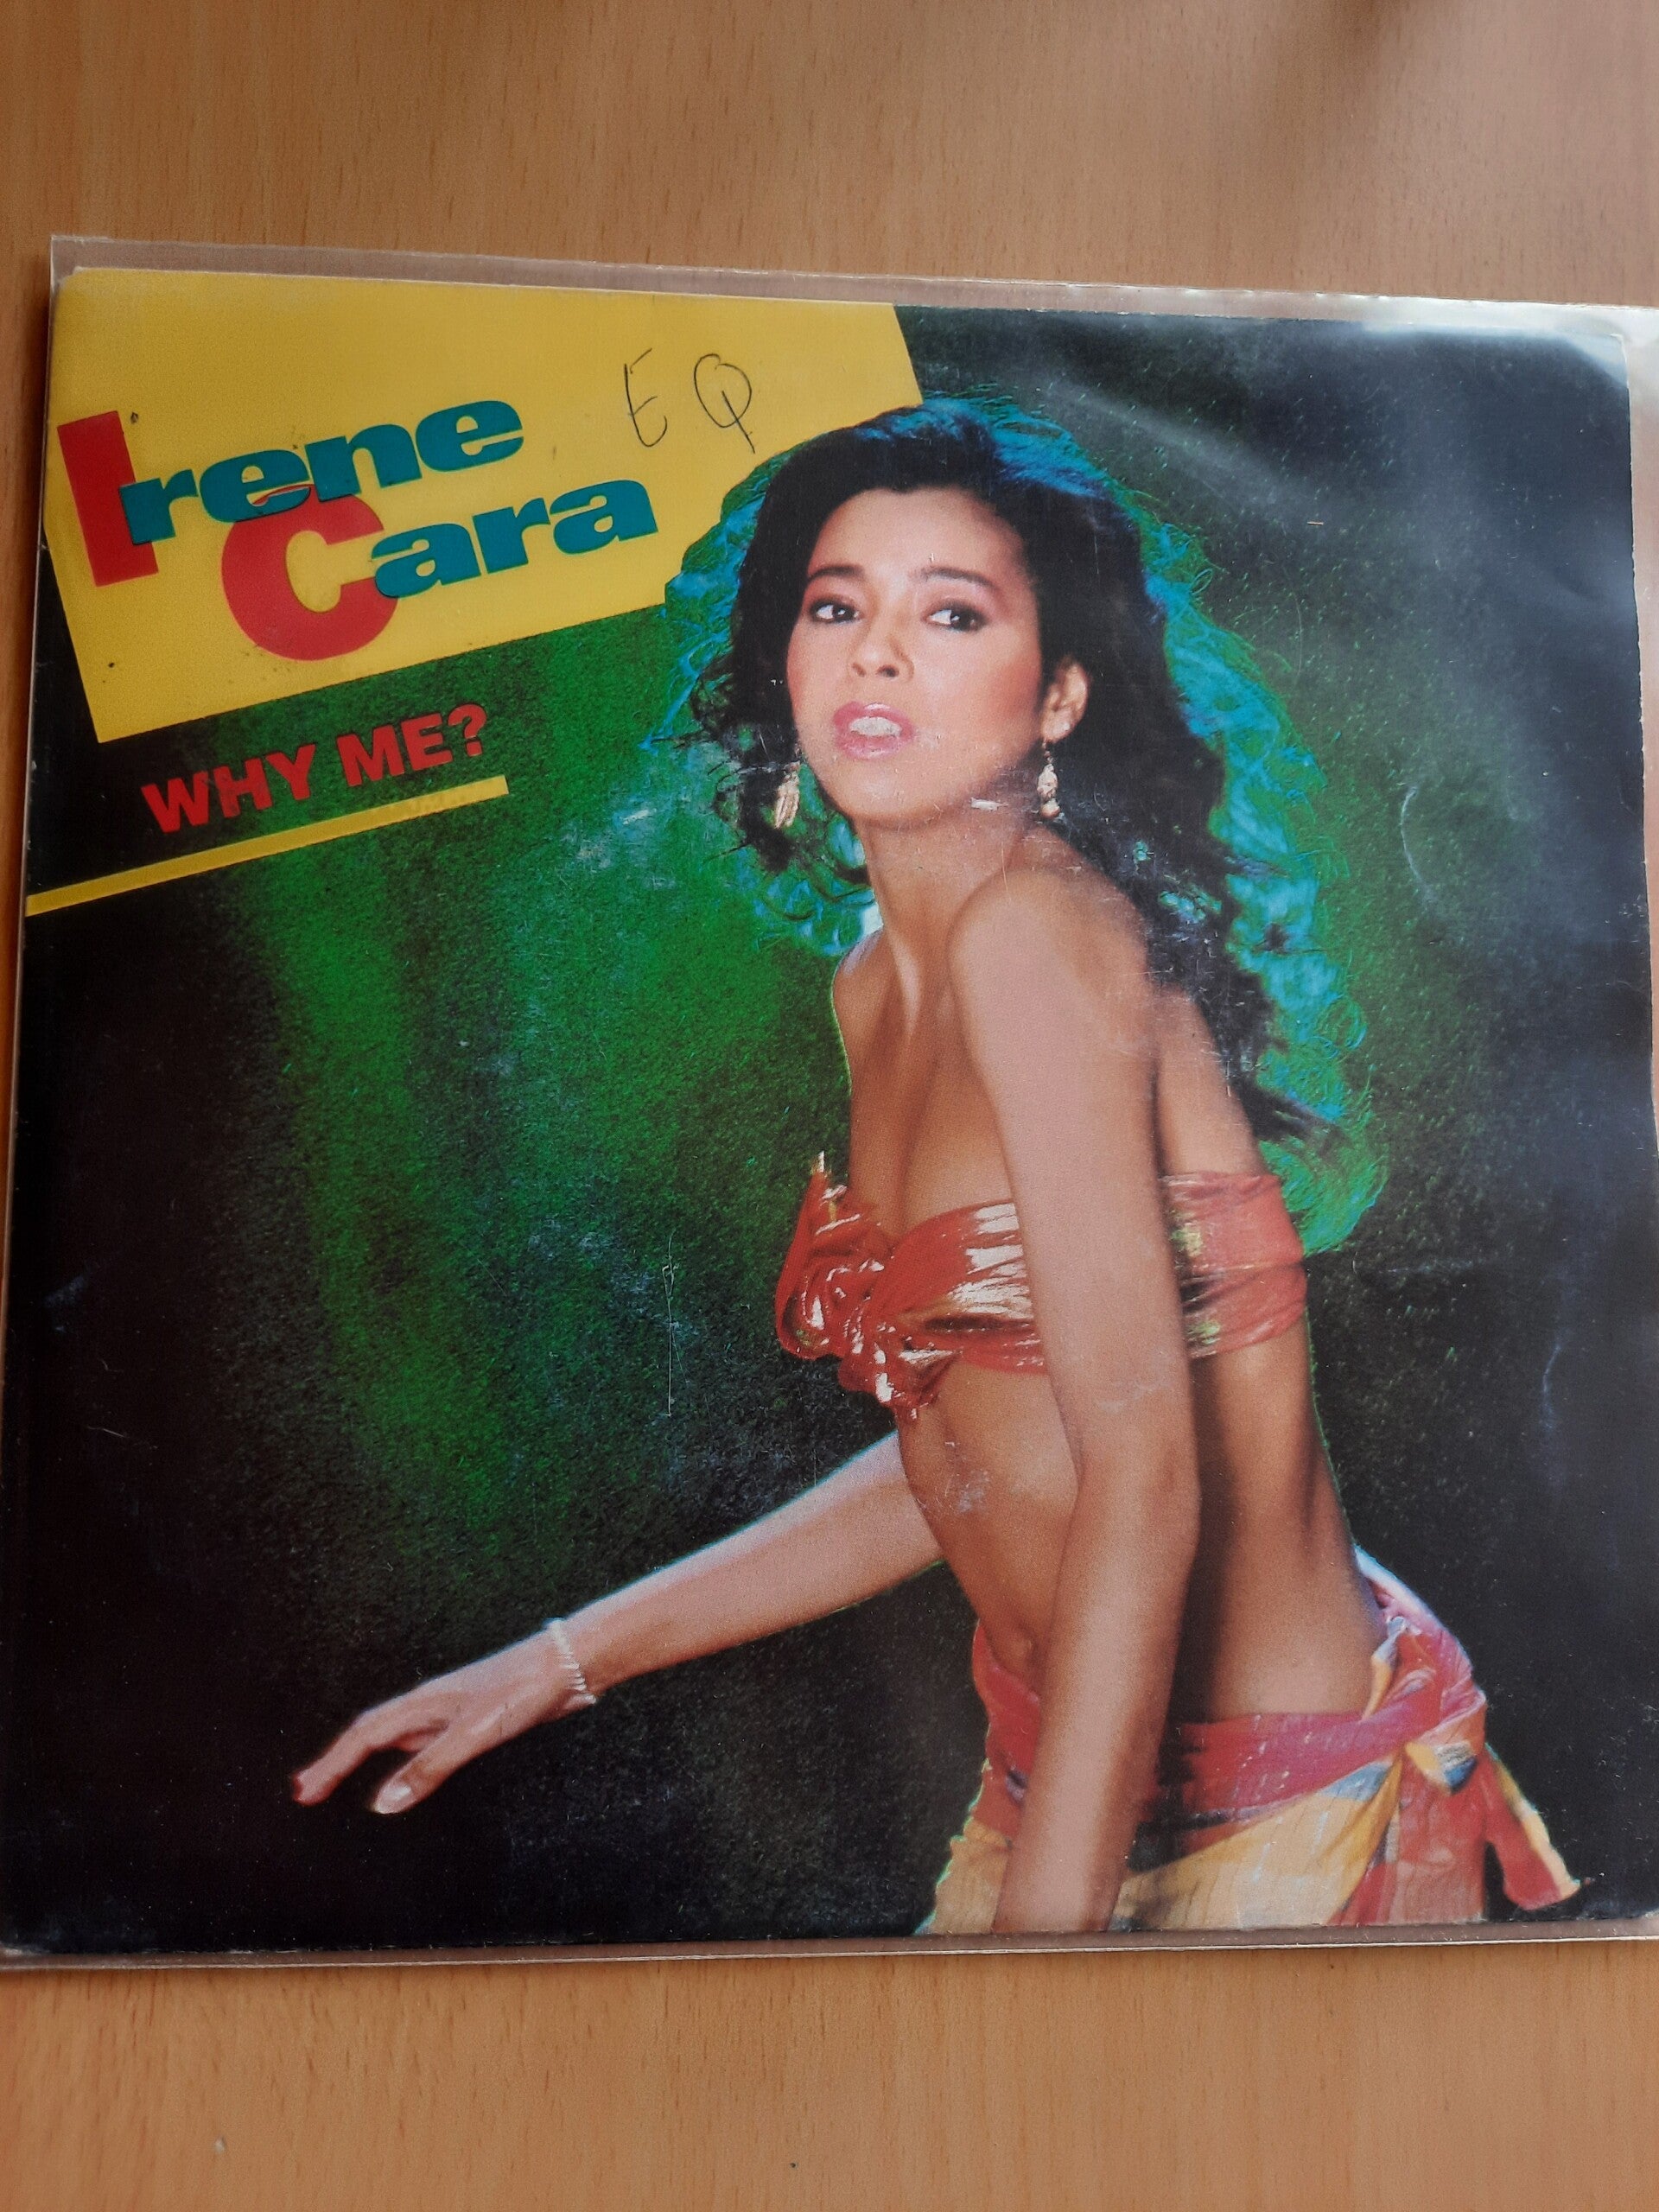 Irene
Cara
EQ
WHY ME?